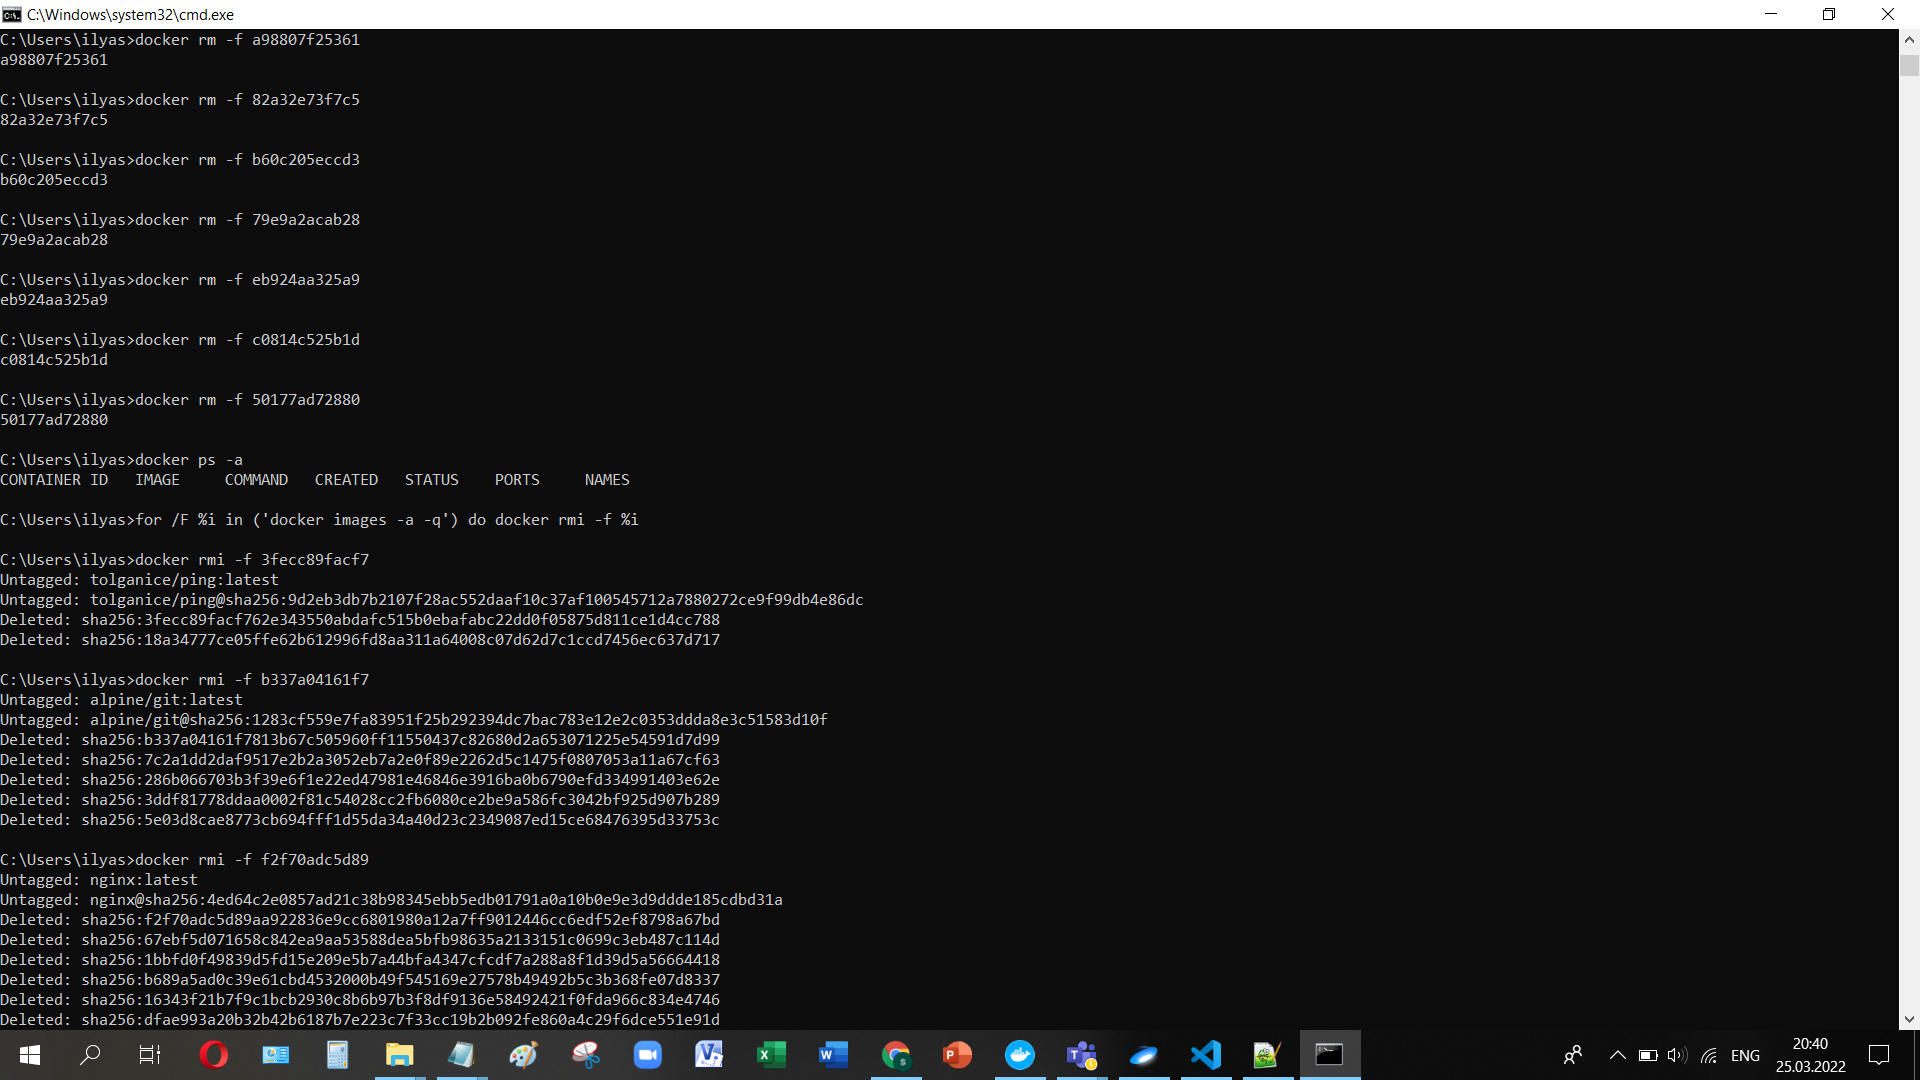 C:\Windows\system32\cmd.exe
C:\Users\ilyas>docker rm -f a98807f25361
a98807f25361
C:\Users\ilyas>docker rm -f 82a32e73f7c5
82a32e73f7c5
C:\Users\ilyas>docker rm -f b60c205eccd3
b60c205eccd3
C:\Users\ilyas>docker rm -f 79e9a2acab28
79e9a2acab28
C:\Users\ilyas>docker rm -f eb924aa325a9
eb924aa325a9
C:\Users\ilyas>docker rm -f c0814c525b1d
c0814c525b1d
C:\Users\ilyas>docker rm -f 50177ad72880
50177ad72880
C:\Users\ilyas>docker ps -a
CONTAINER ID   IMAGE     COMMAND   CREATED   STATUS    PORTS     NAMES
C:\Users\ilyas>for /F %i in ('docker images -a -q') do docker rmi -f %i
C:\Users\ilyas>docker rmi -f 3fecc89facf7
Untagged: tolganice/ping:latest
Untagged: tolganice/ping@sha256:9d2eb3db7b2107f28ac552daaf10c37af100545712a7880272ce9f99db4e86dc
Deleted: sha256:3fecc89facf762e343550abdafc515b0ebafabc22dd0f05875d811ce1d4cc788
Deleted: sha256:18a34777ce05ffe62b612996fd8aa311a64008c07d62d7c1ccd7456ec637d717
C:\Users\ilyas>docker rmi -f b337a04161f7
Untagged: alpine/git:latest
Untagged: alpine/git@sha256:1283cf559e7fa83951f25b292394dc7bac783e12e2c0353ddda8e3c51583d10f
Deleted: sha256:b337a04161f7813b67c505960ff11550437c82680d2a653071225e54591d7d99
Deleted: sha256:7c2a1dd2daf9517e2b2a3052eb7a2e0f89e2262d5c1475f0807053a11a67cf63
Deleted: sha256:286b066703b3f39e6f1e22ed47981e46846e3916ba0b6790efd334991403e62e
Deleted: sha256:3ddf81778ddaa0002f81c54028cc2fb6080ce2be9a586fc3042bf925d907b289
Deleted: sha256:5e03d8cae8773cb694fff1d55da34a40d23c2349087ed15ce68476395d33753c
C:\Users\ilyas>docker rmi -f f2f70adc5d89
Untagged: nginx:latest
Untagged: nginx@sha256:4ed64c2e0857ad21c38b98345ebb5edb01791a0a10b0e9e3d9ddde185cdbd31a
Deleted: sha256:f2f70adc5d89aa922836e9cc6801980a12a7ff9012446cc6edf52ef8798a67bd
Deleted: sha256:67ebf5d071658c842ea9aa53588dea5bfb98635a2133151c0699c3eb487c114d
Deleted: sha256:1bbfd0f49839d5fd15e209e5b7a44bfa4347cfcdf7a288a8f1d39d5a56664418
Deleted: sha256:b689a5ad0c39e61cbd4532000b49f545169e27578b49492b5c3b368fe07d8337
Deleted: sha256:16343f21b7f9c1bcb2930c8b6b97b3f8df9136e58492421f0fda966c834e4746
Deleted: sha256:dfae993a20b32b42b6187b7e223c7f33cc19b2b092fe860a4c29f6dce551e91d
ENG
20:40
25.03.2022